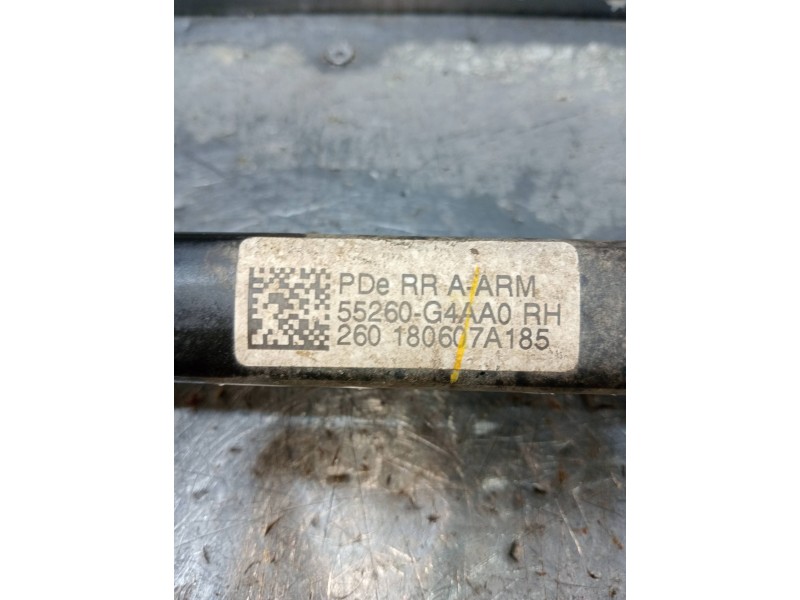 PDe RR A-ARM
55260-G4AA0 RH
260 180607A185